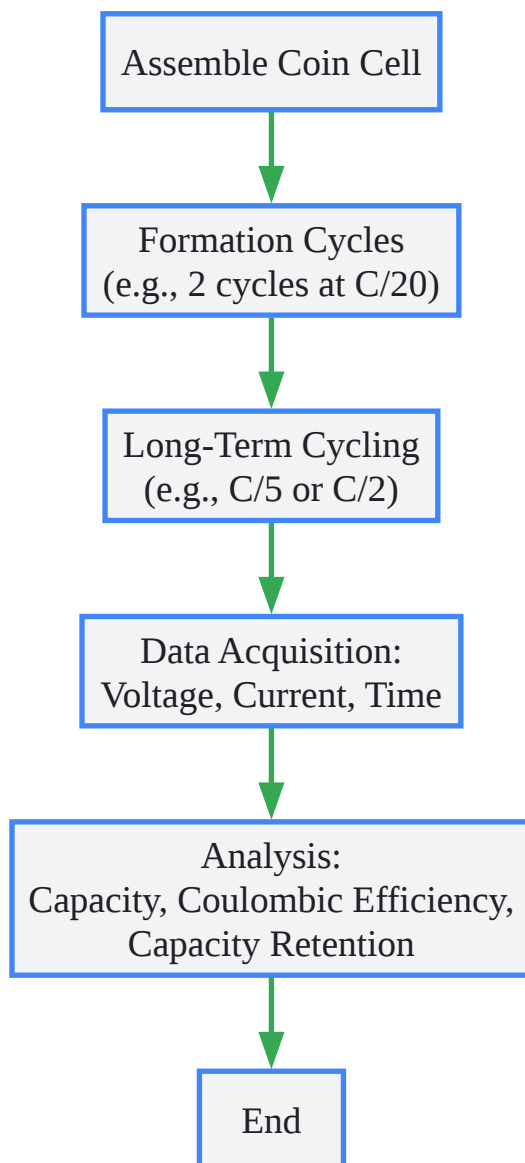 Assemble Coin Cell
Formation Cycles
(e.g., 2 cycles at C/20)
Long-Term Cycling
(e.g., C/5 or C/2)
Data Acquisition:
Voltage, Current, Time
Analysis:
Capacity, Coulombic Efficiency,
Capacity Retention
End